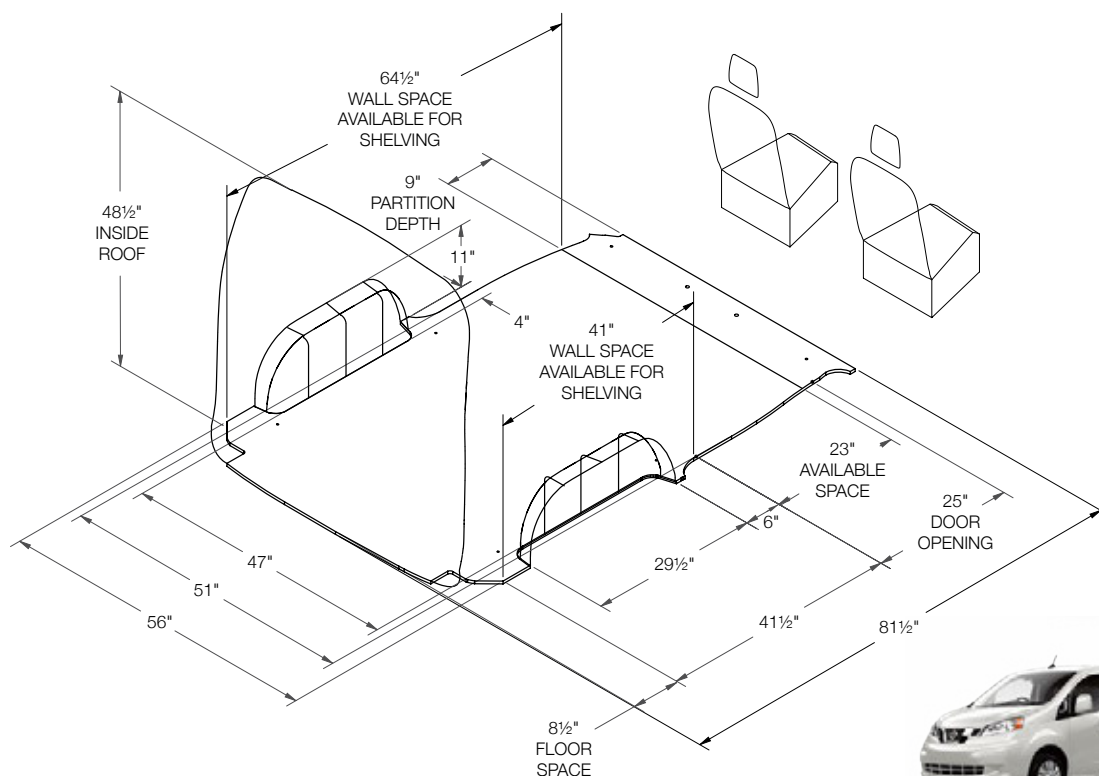 64½"
WALL SPACE
AVAILABLE FOR
SHELVING
9"
PARTITION
DEPTH
48½"
INSIDE
ROOF
11"
4"
41"
WALL SPACE
AVAILABLE FOR
SHELVING
23"
AVAILABLE
SPACE
25"
DOOR
OPENING
6"
29½"
47"
51"
56"
41½"
81½"
8½"
FLOOR
SPACE